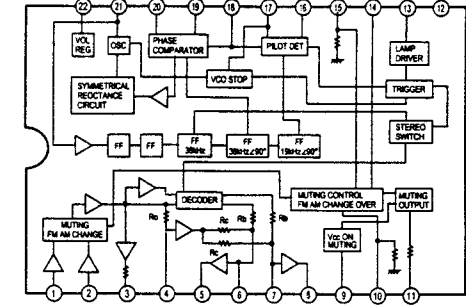 22 21 20 19 18 17 16 15 14 13 12
VOL
REG
OSC
PHASE
COMPARATOR
PILOT DET
LAMP
DRIVER
SYMMETRICAL
REOCTANCE
CIRCUIT
VCO STOP
TRIGGER
STEREO
SWITCH
FF
FF
FF
38kHz
FF
38kHz∠90°
FF
19kHz∠90°
DECODER
MUTING CONTROL
FM AM CHANGE OVER
MUTING
OUTPUT
MUTING
FM AM CHANGE
Ro
Rc
Rb
Rb
Rc
Vcc ON
MUTING
1 2 3 4 5 6 7 8 9 10 11